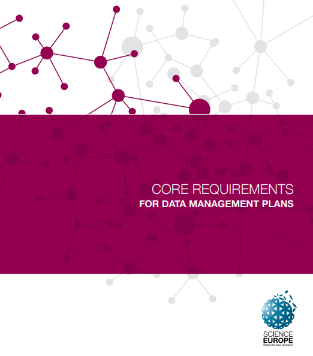 CORE REQUIREMENTS
FOR DATA MANAGEMENT PLANS
SCIENCE
EUROPE